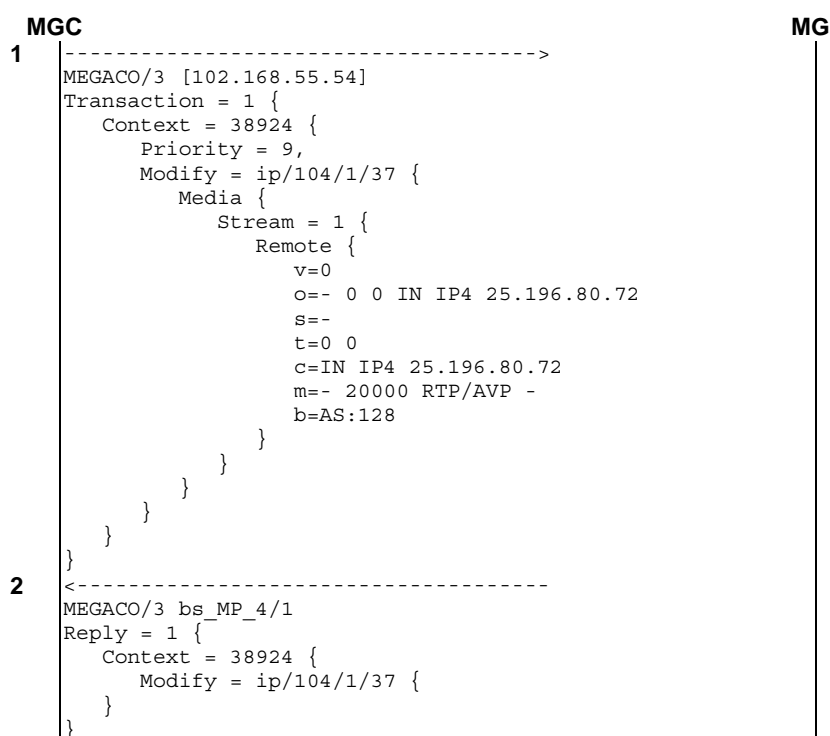 MGC MG
1 ------------------------------------->
MEGACO/3 [102.168.55.54]
Transaction = 1 {
Context = 38924 {
Priority = 9,
Modify = ip/104/1/37 {
Media {
Stream = 1 {
Remote {
v=0
o=- 0 0 IN IP4 25.196.80.72
s=-
t=0 0
c=IN IP4 25.196.80.72
m=- 20000 RTP/AVP -
b=AS:128
}
}
}
}
}
}
2 <-------------------------------------
MEGACO/3 bs_MP_4/1
Reply = 1 {
Context = 38924 {
Modify = ip/104/1/37 {
}
}